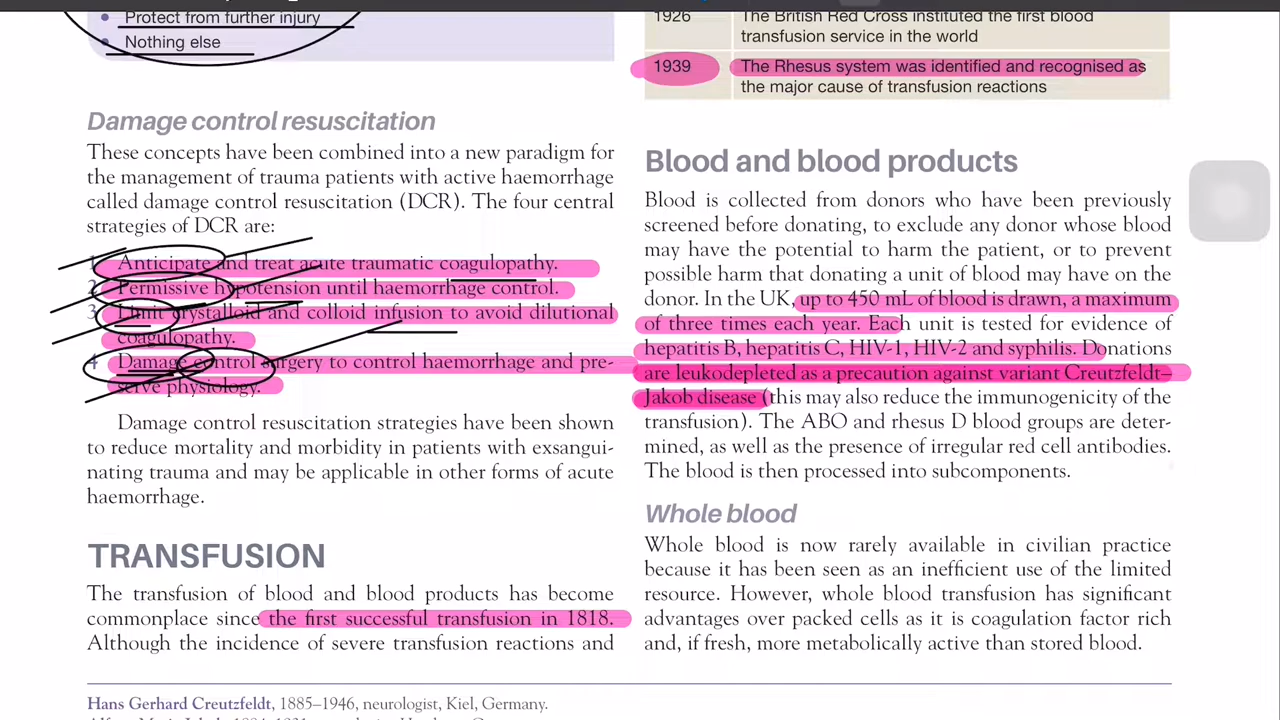 Protect from further injury
Nothing else
Damage control resuscitation
These concepts have been combined into a new paradigm for
the management of trauma patients with active haemorrhage
called damage control resuscitation (DCR). The four central
strategies of DCR are:
1 Anticipate and treat acute traumatic coagulopathy.
2 Permissive hypotension until haemorrhage control.
3 Limit crystalloid and colloid infusion to avoid dilutional
coagulopathy.
4 Damage control surgery to control haemorrhage and pre-
serve physiology.
Damage control resuscitation strategies have been shown
to reduce mortality and morbidity in patients with exsangui-
nating trauma and may be applicable in other forms of acute
haemorrhage.
TRANSFUSION
The transfusion of blood and blood products has become
commonplace since the first successful transfusion in 1818.
Although the incidence of severe transfusion reactions and
1926 The British Red Cross instituted the first blood
transfusion service in the world
1939 The Rhesus system was identified and recognised as
the major cause of transfusion reactions
Blood and blood products
Blood is collected from donors who have been previously
screened before donating, to exclude any donor whose blood
may have the potential to harm the patient, or to prevent
possible harm that donating a unit of blood may have on the
donor. In the UK, up to 450 mL of blood is drawn, a maximum
of three times each year. Each unit is tested for evidence of
hepatitis B, hepatitis C, HIV-1, HIV-2 and syphilis. Donations
are leukodepleted as a precaution against variant Creutzfeldt–
Jakob disease (this may also reduce the immunogenicity of the
transfusion). The ABO and rhesus D blood groups are deter-
mined, as well as the presence of irregular red cell antibodies.
The blood is then processed into subcomponents.
Whole blood
Whole blood is now rarely available in civilian practice
because it has been seen as an inefficient use of the limited
resource. However, whole blood transfusion has significant
advantages over packed cells as it is coagulation factor rich
and, if fresh, more metabolically active than stored blood.
Hans Gerhard Creutzfeldt, 1885–1946, neurologist, Kiel, Germany.